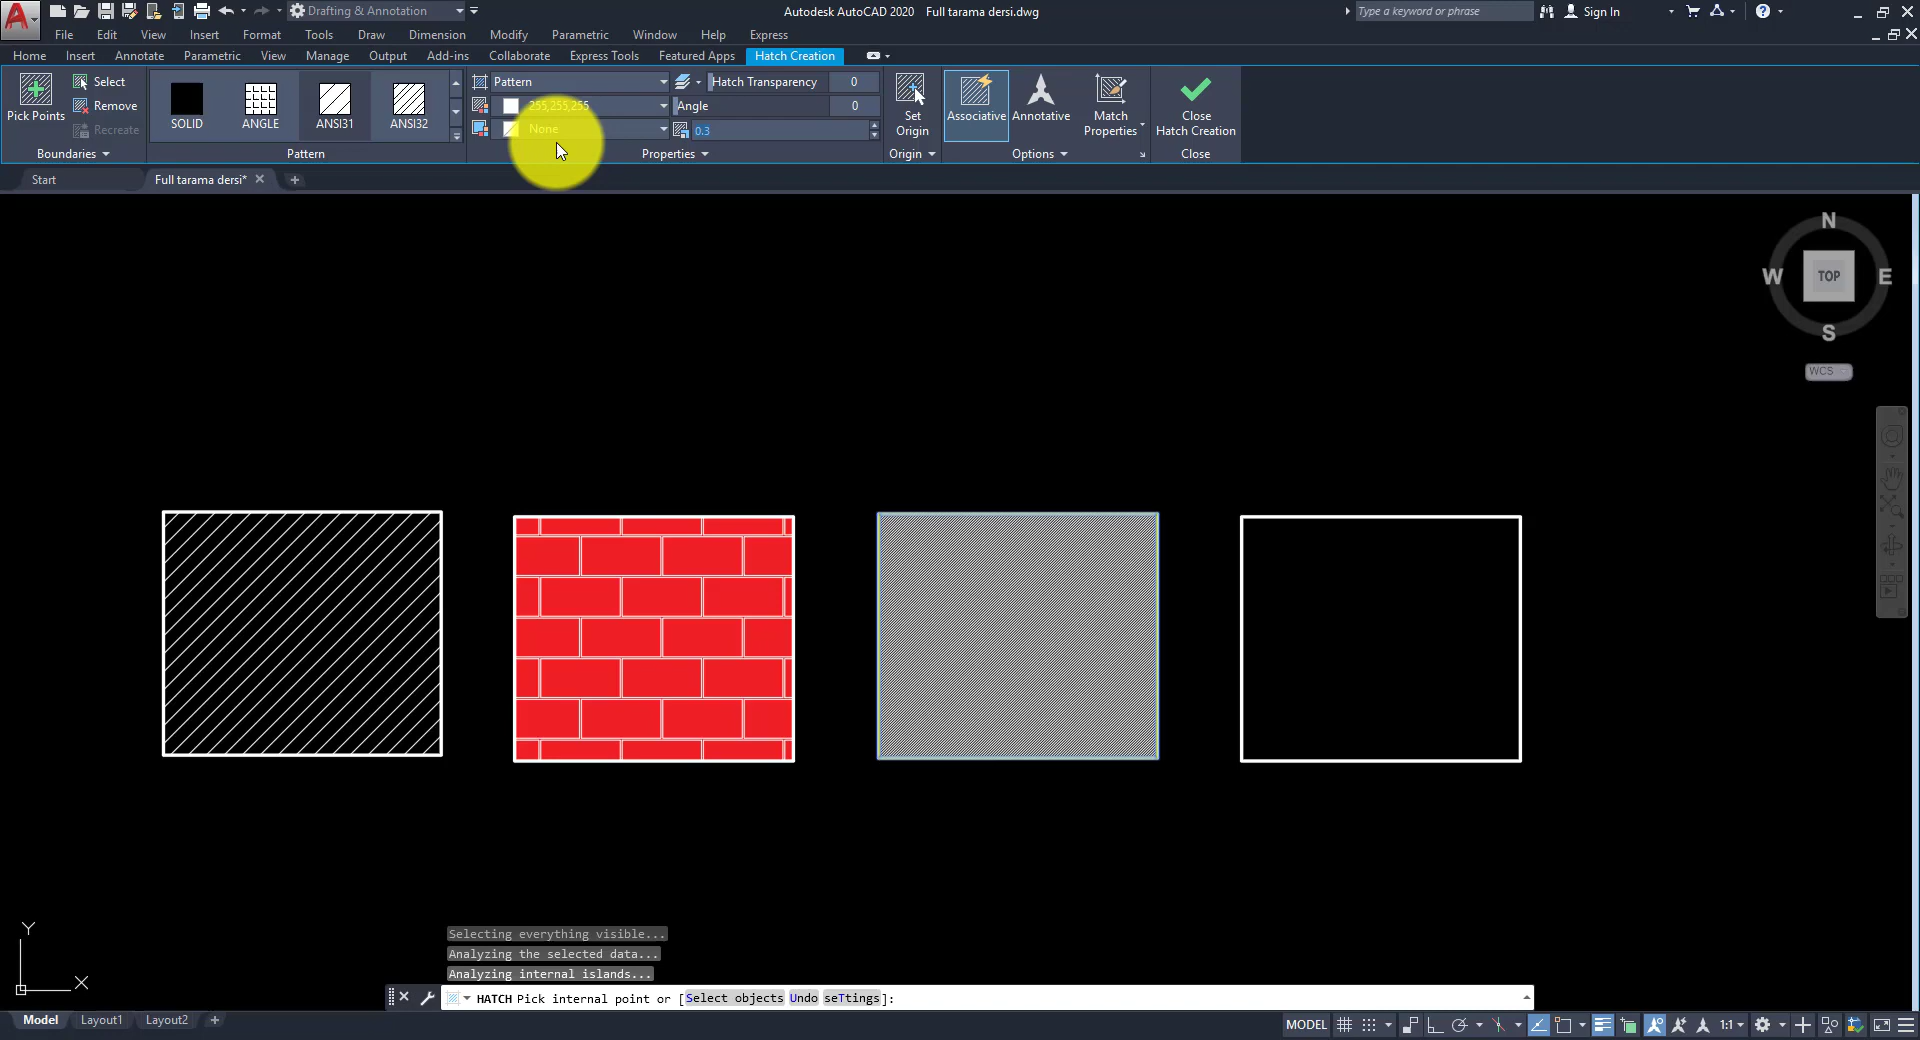 Drafting & Annotation
Autodesk AutoCAD 2020 Full tarama dersi.dwg
Type a keyword or phrase
Sign In
File Edit View Insert Format Tools Draw Dimension Modify Parametric Window Help Express
Home Insert Annotate Parametric View Manage Output Add-ins Collaborate Express Tools Featured Apps Hatch Creation
Pick Points
Select
Remove
Recreate
Boundaries
SOLID ANGLE ANSI31 ANSI32
Pattern
Pattern
255,255,255
None
Hatch Transparency 0
Angle 0
0.3
Properties
Set
Origin
Origin
Associative
Annotative
Match
Properties
Options
Close
Hatch Creation
Close
Start
Full tarama dersi*
N
W TOP E
S
WCS
Y
X
Selecting everything visible...
Analyzing the selected data...
Analyzing internal islands...
HATCH Pick internal point or [Select objects Undo seTtings]:
Model Layout1 Layout2
MODEL
1:1